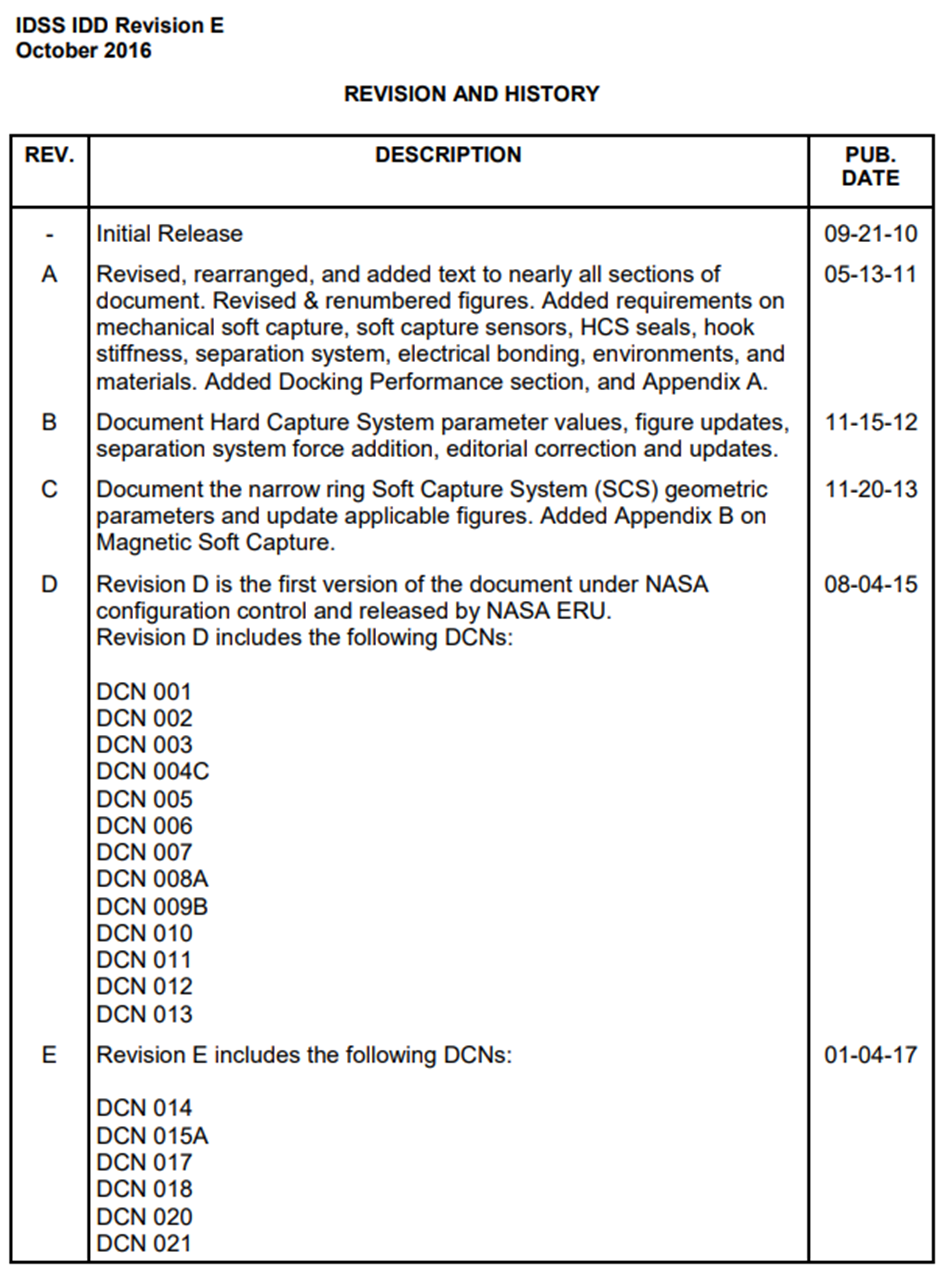 IDSS IDD Revision E
October 2016
REVISION AND HISTORY
REV. DESCRIPTION PUB. DATE
- Initial Release 09-21-10
A Revised, rearranged, and added text to nearly all sections of 05-13-11
document. Revised & renumbered figures. Added requirements on
mechanical soft capture, soft capture sensors, HCS seals, hook
stiffness, separation system, electrical bonding, environments, and
materials. Added Docking Performance section, and Appendix A.
B Document Hard Capture System parameter values, figure updates, 11-15-12
separation system force addition, editorial correction and updates.
C Document the narrow ring Soft Capture System (SCS) geometric 11-20-13
parameters and update applicable figures. Added Appendix B on
Magnetic Soft Capture.
D Revision D is the first version of the document under NASA 08-04-15
configuration control and released by NASA ERU.
Revision D includes the following DCNs:
DCN 001
DCN 002
DCN 003
DCN 004C
DCN 005
DCN 006
DCN 007
DCN 008A
DCN 009B
DCN 010
DCN 011
DCN 012
DCN 013
E Revision E includes the following DCNs: 01-04-17
DCN 014
DCN 015A
DCN 017
DCN 018
DCN 020
DCN 021